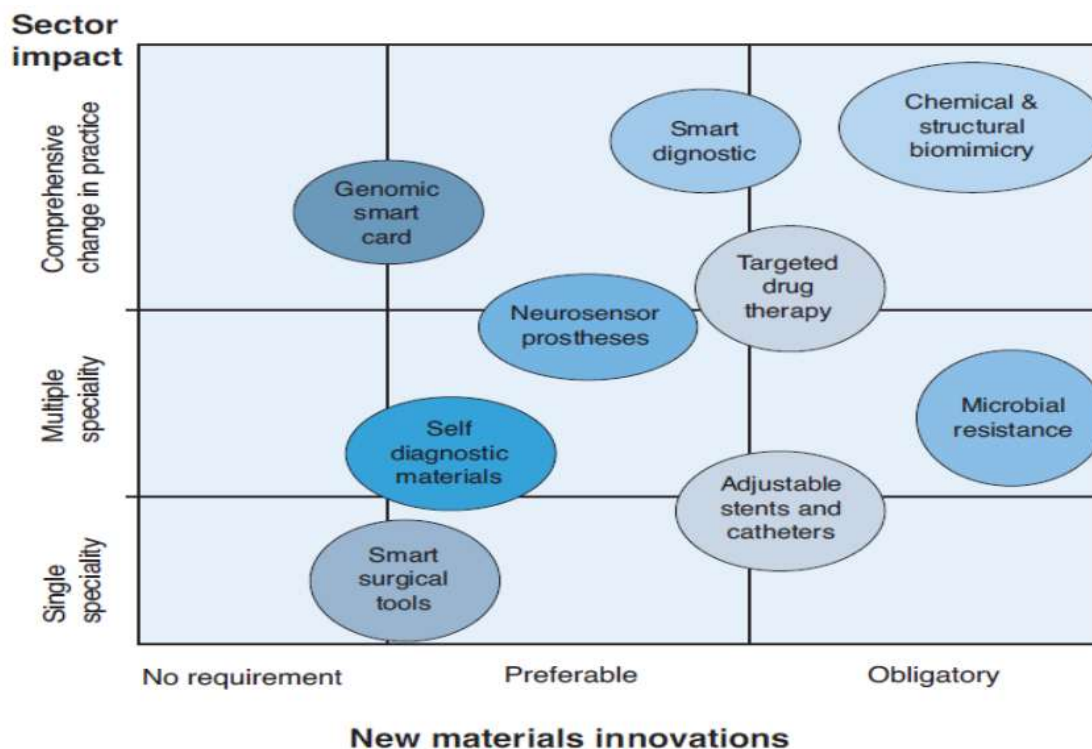 Sector
impact
Comprehensive
change in practice
Multiple
speciality
Single
speciality
Chemical &
structural
biomimicry
Smart
dignostic
Genomic
smart
card
Targeted
drug
therapy
Neurosensor
prostheses
Microbial
resistance
Self
diagnostic
materials
Adjustable
stents and
catheters
Smart
surgical
tools
No requirement
Preferable
Obligatory
New materials innovations